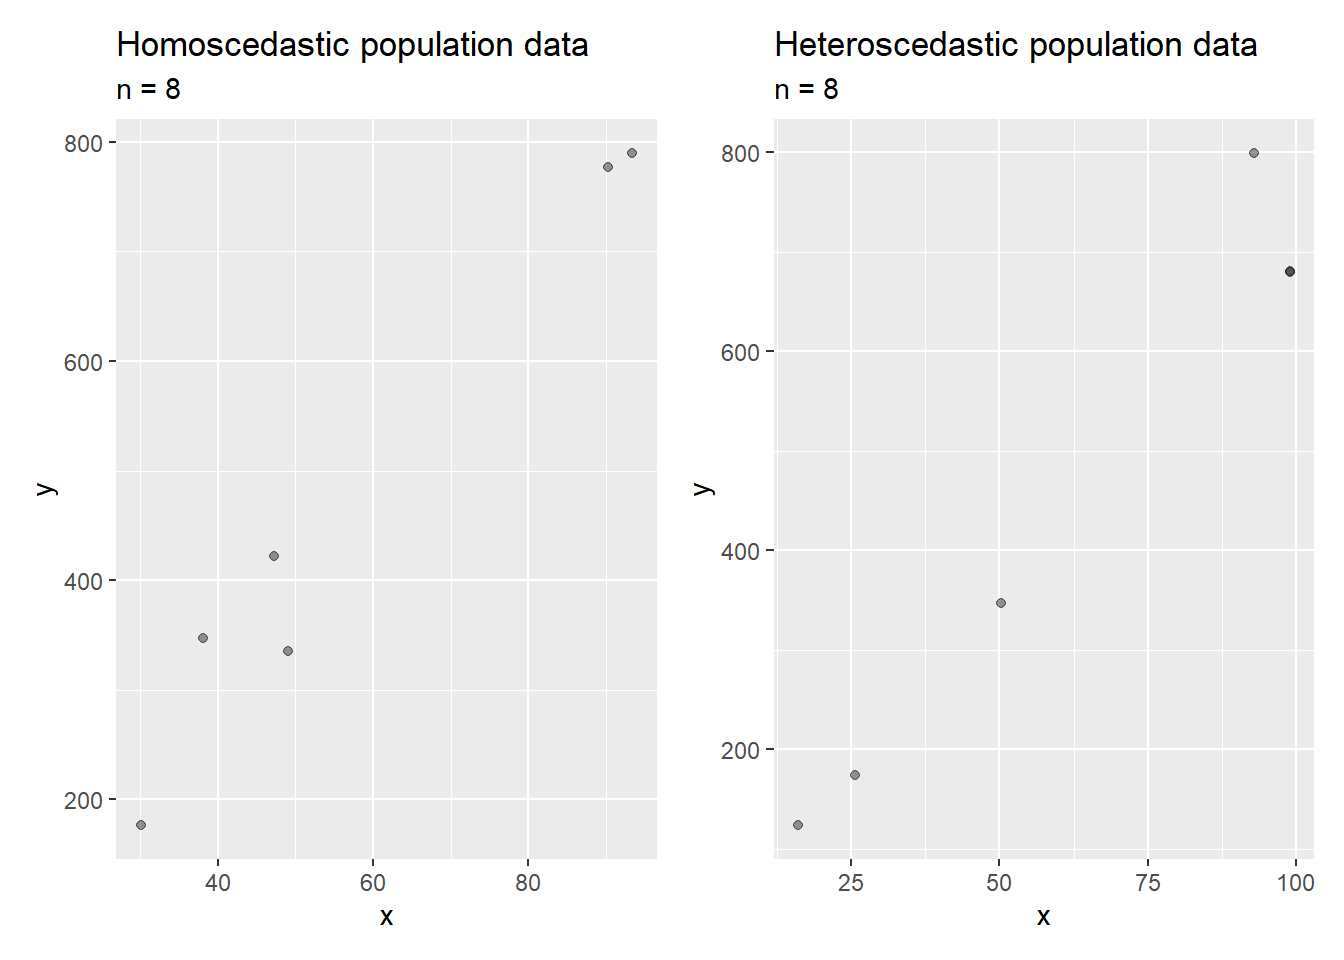 Homoscedastic population data
n = 8
800
600
400
200
y
40
60
80
x
Heteroscedastic population data
n = 8
800
600
400
200
y
25
50
75
100
x